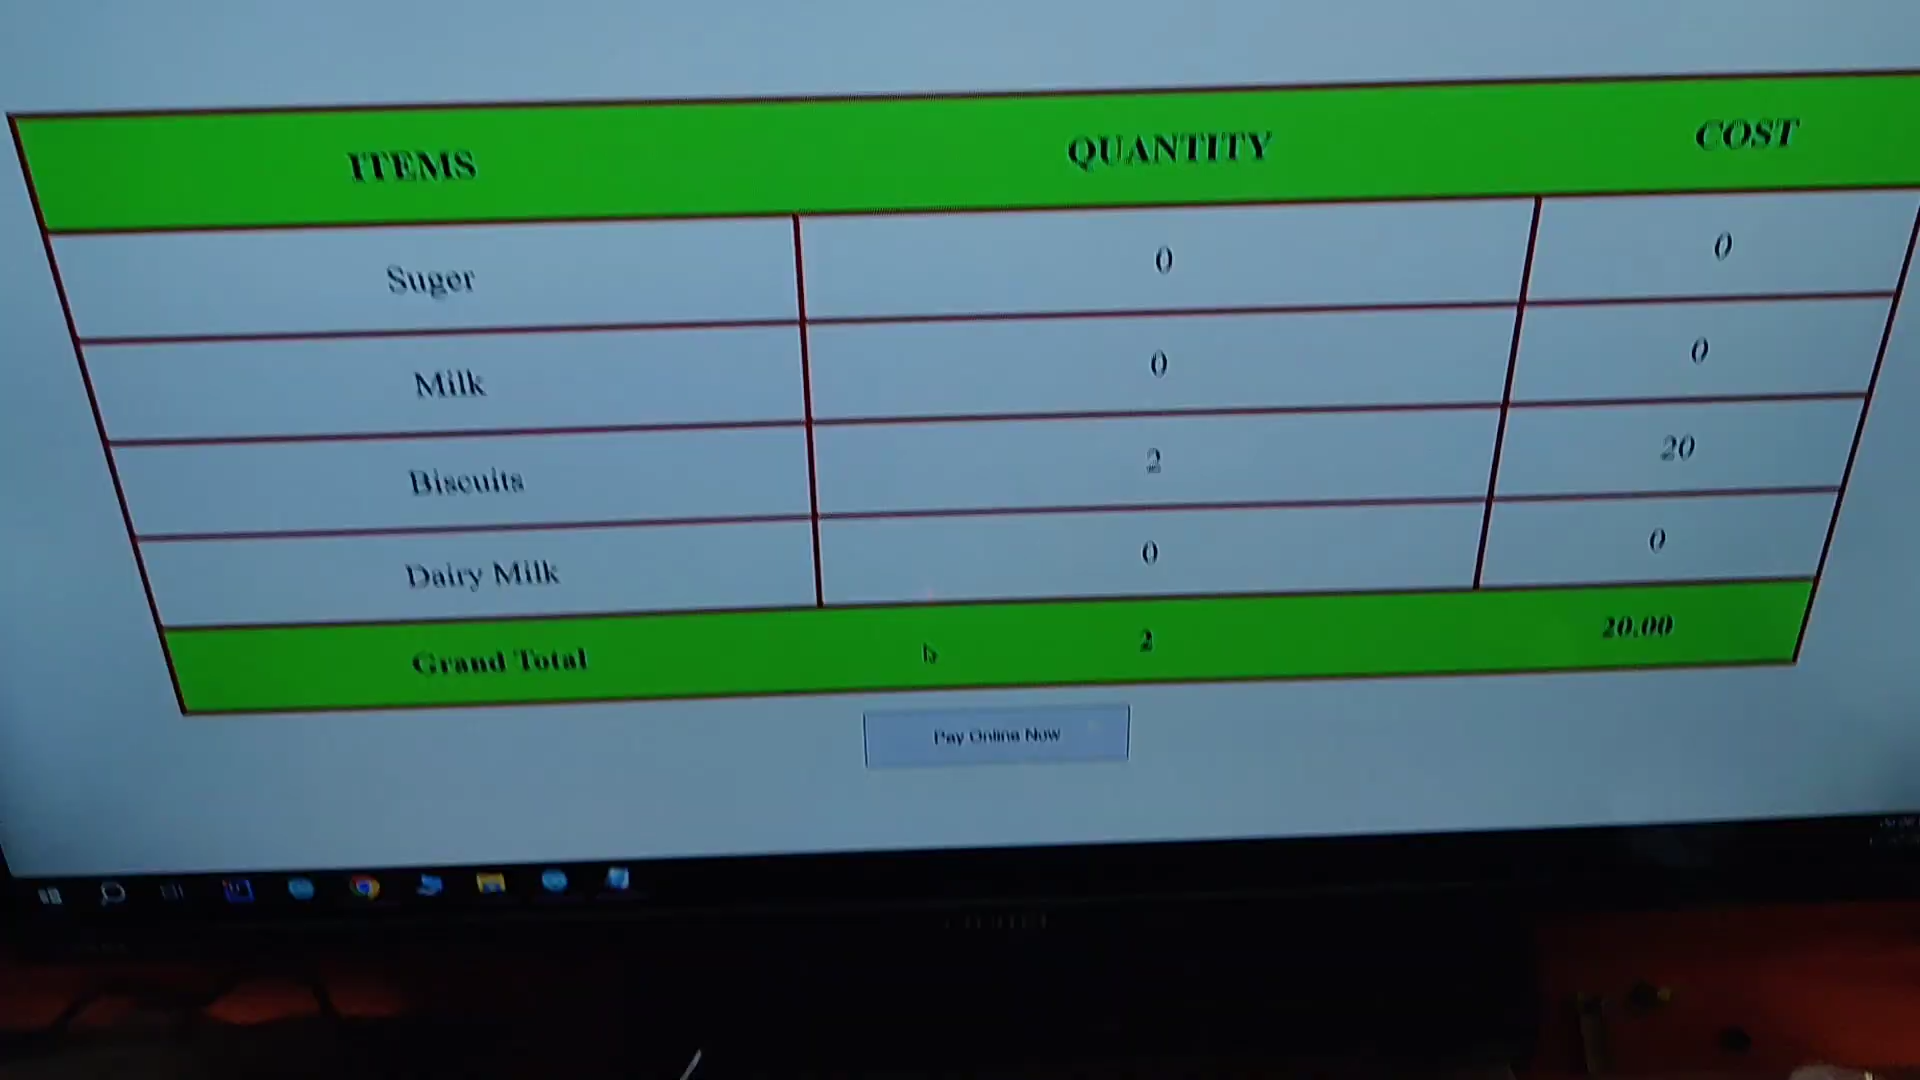 ITEMS QUANTITY COST
Suger 0 0
Milk 0 0
Biscuits 2 20
Dairy Milk 0 0
Grand Total 2 20.00
Pay Online Now